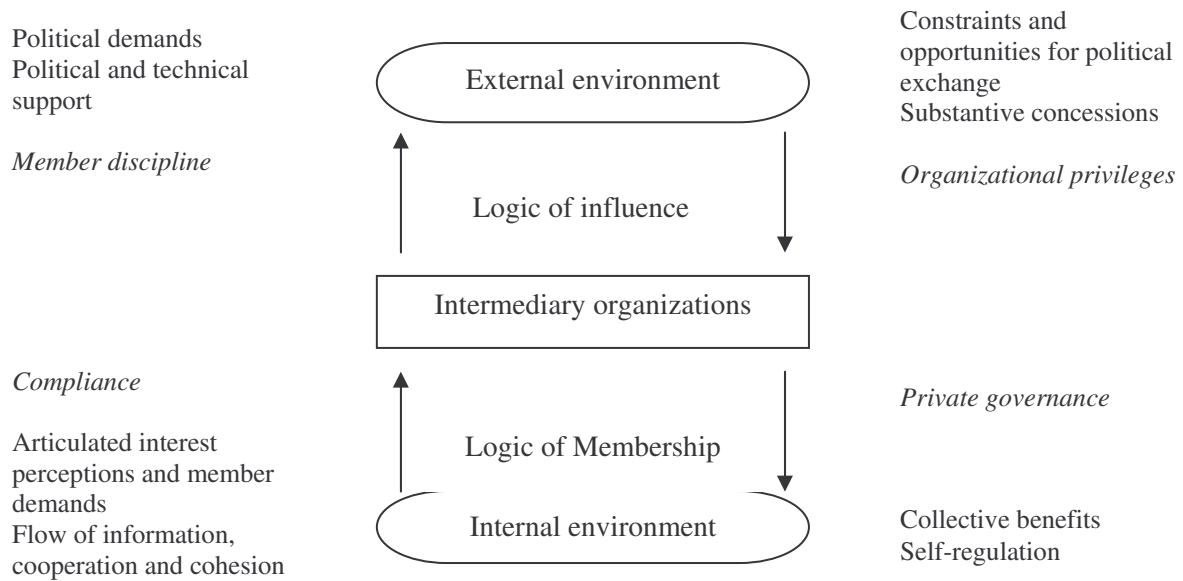 Political demands
Political and technical
support
Member discipline
External environment
Constraints and
opportunities for political
exchange
Substantive concessions
Organizational privileges
Logic of influence
Intermediary organizations
Compliance
Articulated interest
perceptions and member
demands
Flow of information,
cooperation and cohesion
Logic of Membership
Internal environment
Private governance
Collective benefits
Self-regulation